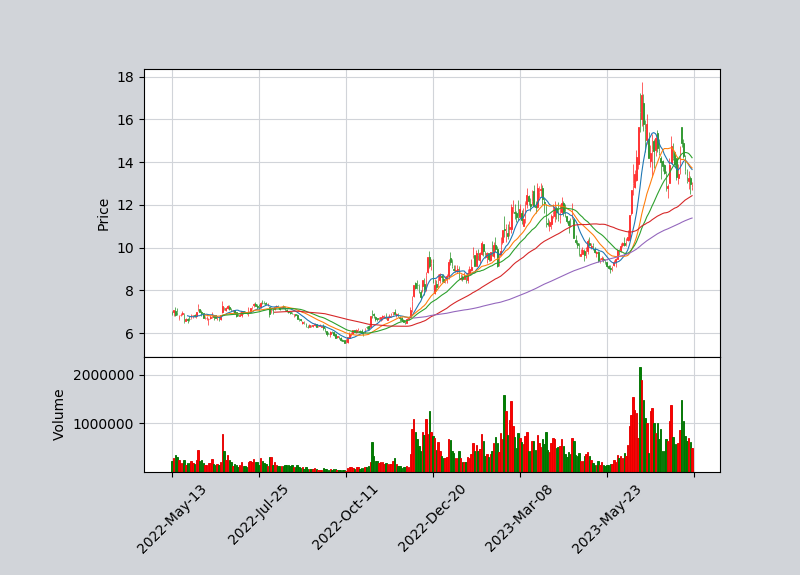 18
16
14
12
10
8
6
Price
2000000
1000000
Volume
2022-May-13
2022-Jul-25
2022-Oct-11
2022-Dec-20
2023-Mar-08
2023-May-23